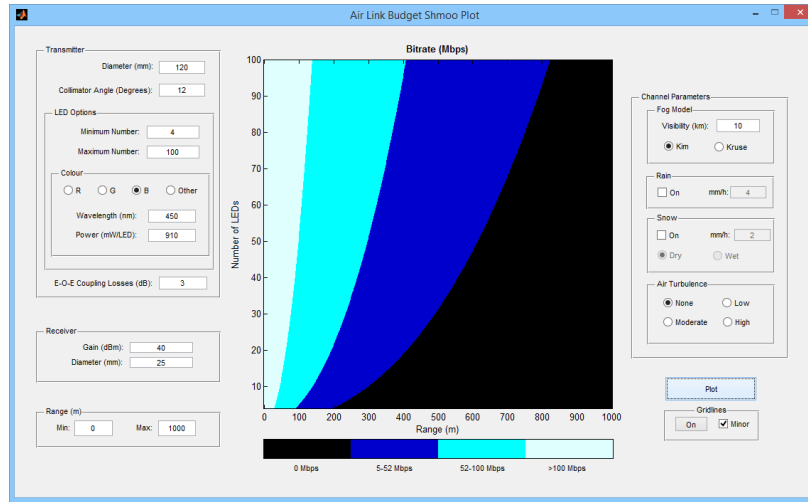 Air Link Budget Shmoo Plot
Transmitter
Diameter (mm): 120
Collimator Angle (Degrees): 12
LED Options
Minimum Number: 4
Maximum Number: 100
Colour
R G B Other
Wavelength (nm): 450
Power (mW/LED): 910
E-O-E Coupling Losses (dB): 3
Receiver
Gain (dBm): 40
Diameter (mm): 25
Range (m)
Min: 0 Max: 1000
Bitrate (Mbps)
Number of LEDs
100
90
80
70
60
50
40
30
20
10
0 100 200 300 400 500 600 700 800 900 1000
Range (m)
0 Mbps 5-52 Mbps 52-100 Mbps >100 Mbps
Channel Parameters
Fog Model
Visibility (km): 10
Kim Kruse
Rain
On mm/h: 4
Snow
On mm/h: 2
Dry Wet
Air Turbulence
None Low
Moderate High
Plot
Gridlines
On Minor